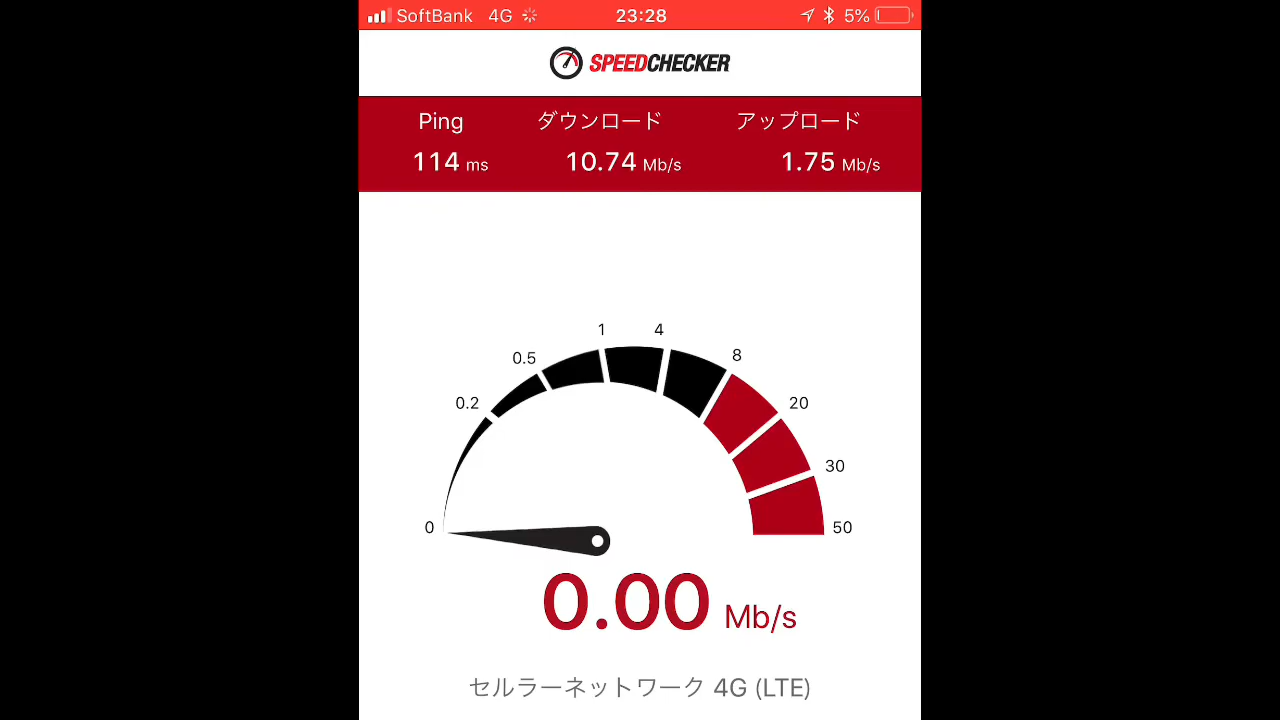 SoftBank 4G 23:28 5%
SPEEDCHECKER
Ping ダウンロード アップロード
114 ms 10.74 Mb/s 1.75 Mb/s
1 4
0.5 8
0.2 20
30
0 50
0.00 Mb/s
セルラーネットワーク 4G (LTE)